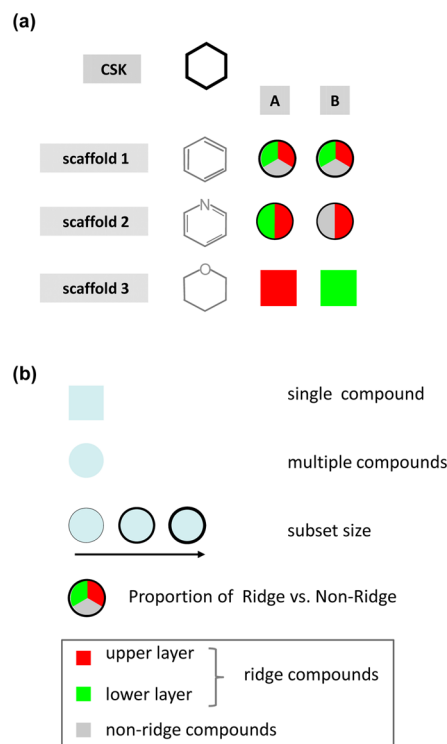 (a)
CSK
A B
scaffold 1
scaffold 2
N
scaffold 3
O
(b)
single compound
multiple compounds
subset size
Proportion of Ridge vs. Non-Ridge
upper layer
ridge compounds
lower layer
non-ridge compounds